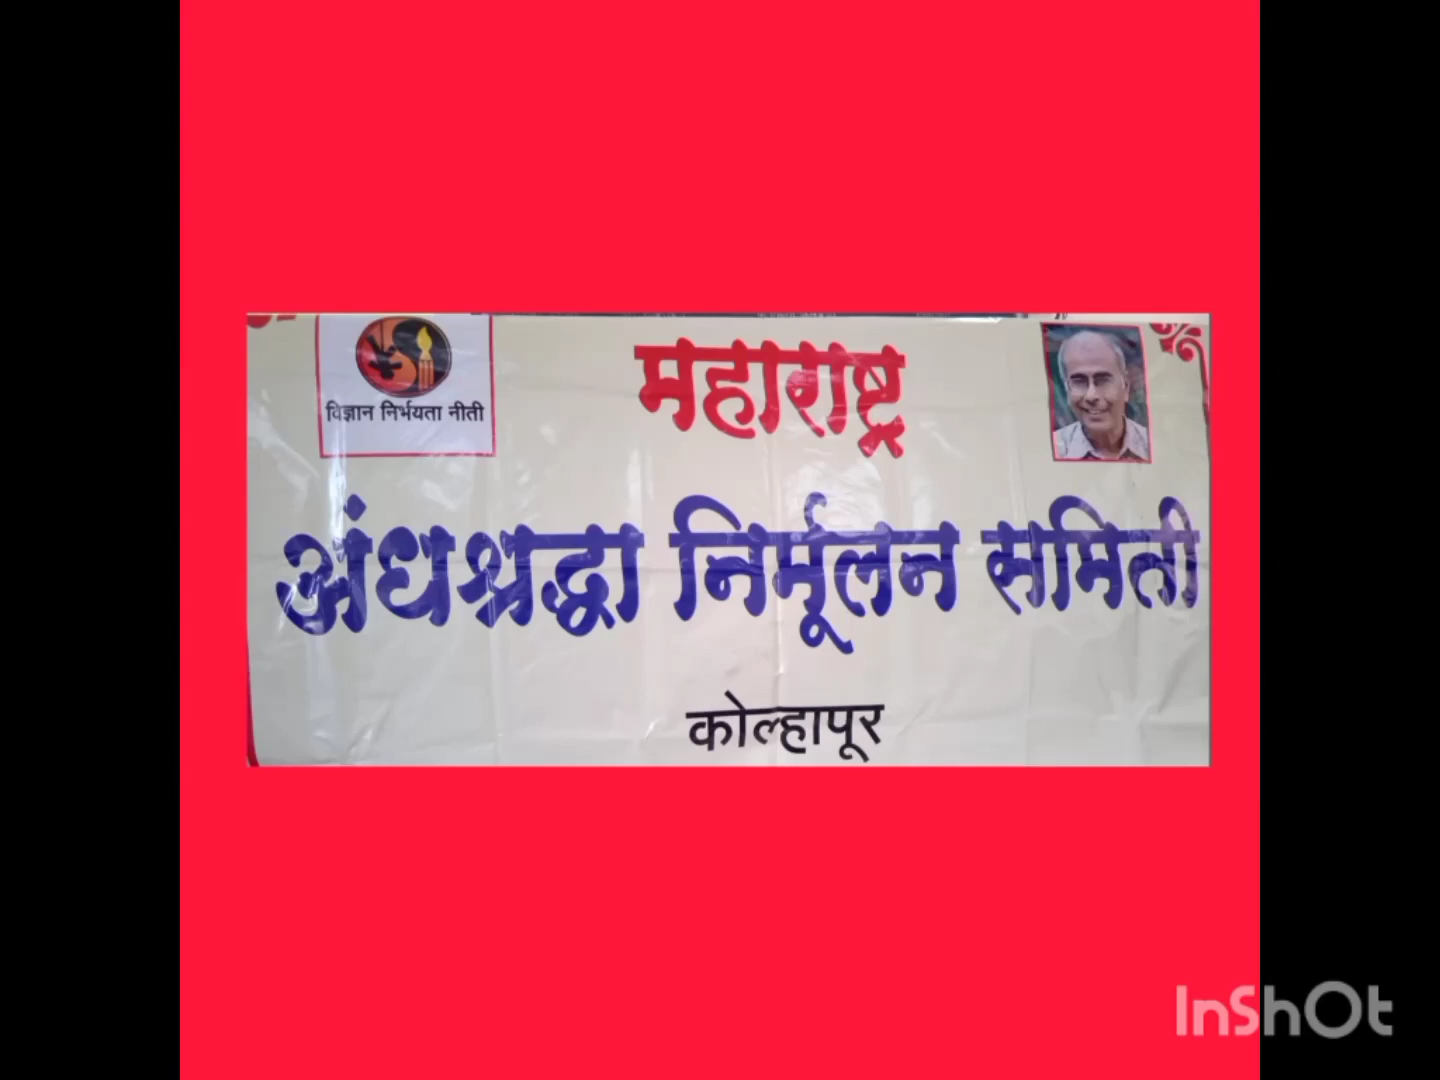 महाराष्ट्र
विज्ञान निर्भयता नीती
अंधश्रद्धा निर्मूलन समिती
कोल्हापूर
InShOt